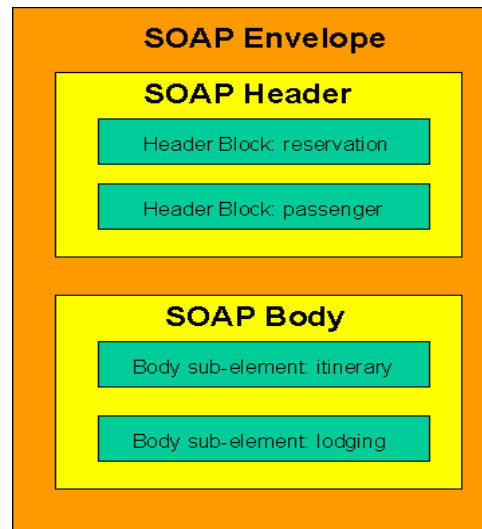 SOAP Envelope
SOAP Header
Header Block: reservation
Header Block: passenger
SOAP Body
Body sub-element: itinerary
Body sub-element: lodging